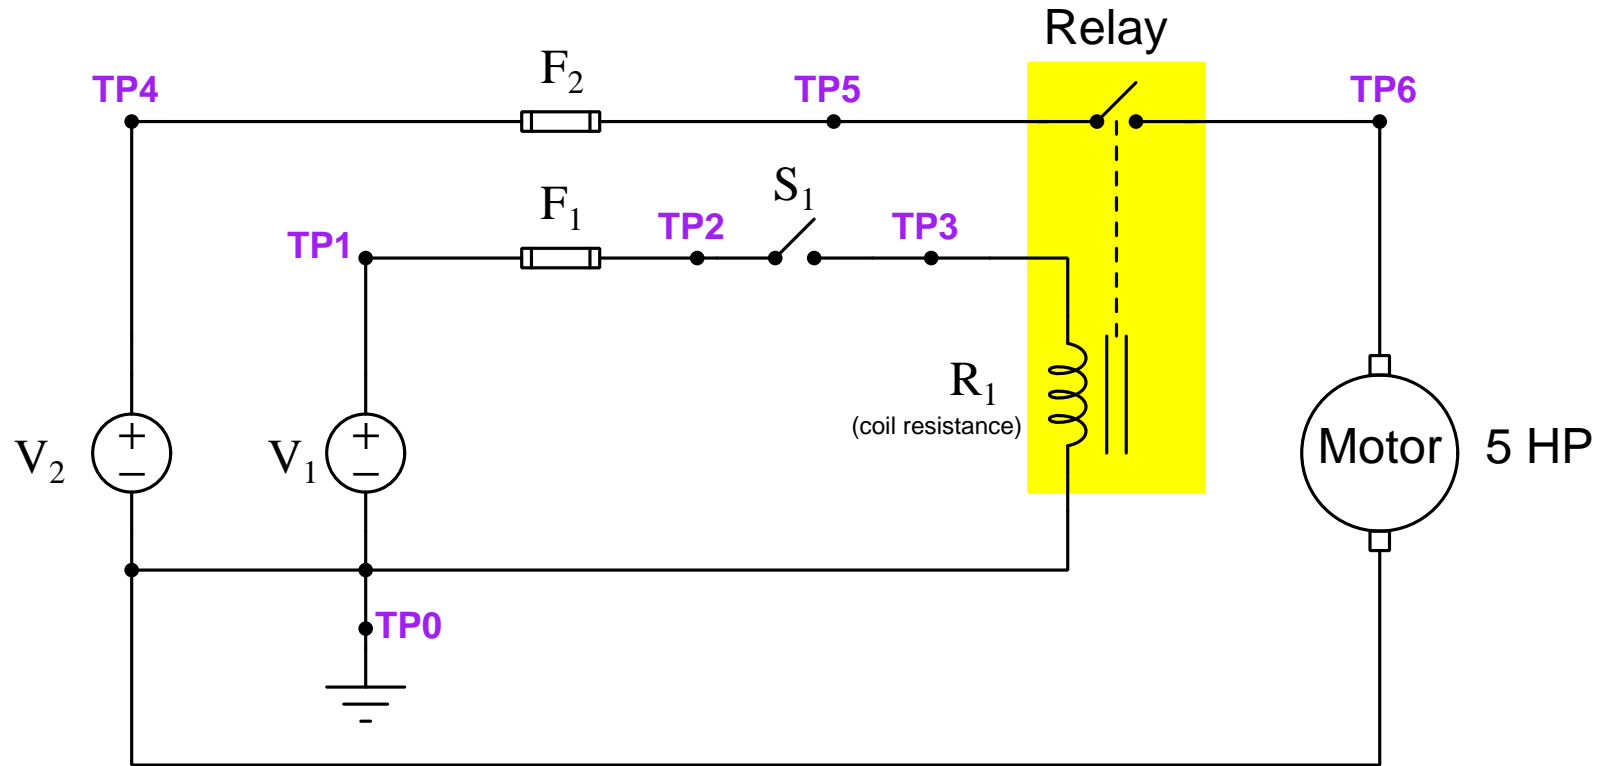 Relay
TP4
F₂
TP5
TP6
TP1
F₁
TP2
S₁
TP3
R₁
(coil resistance)
V₂
+
−
V₁
+
−
Motor
5 HP
TP0